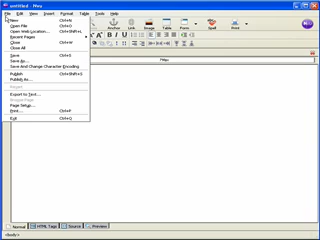 untitled - Nvu
File Edit View Insert Format Table Tools Help
New Ctrl+N
Open File Ctrl+O
Open Web Location... Ctrl+Shift+L
Recent Pages
Close Ctrl+W
Close All
Save Ctrl+S
Save As...
Save And Change Character Encoding
Publish Ctrl+Shift+S
Publish As...
Revert
Export to Text...
Browse Page
Page Setup...
Print... Ctrl+P
Exit Ctrl+Q
Anchor Link Image Table Form
B I U
Normal HTML Tags Source Preview
<body>